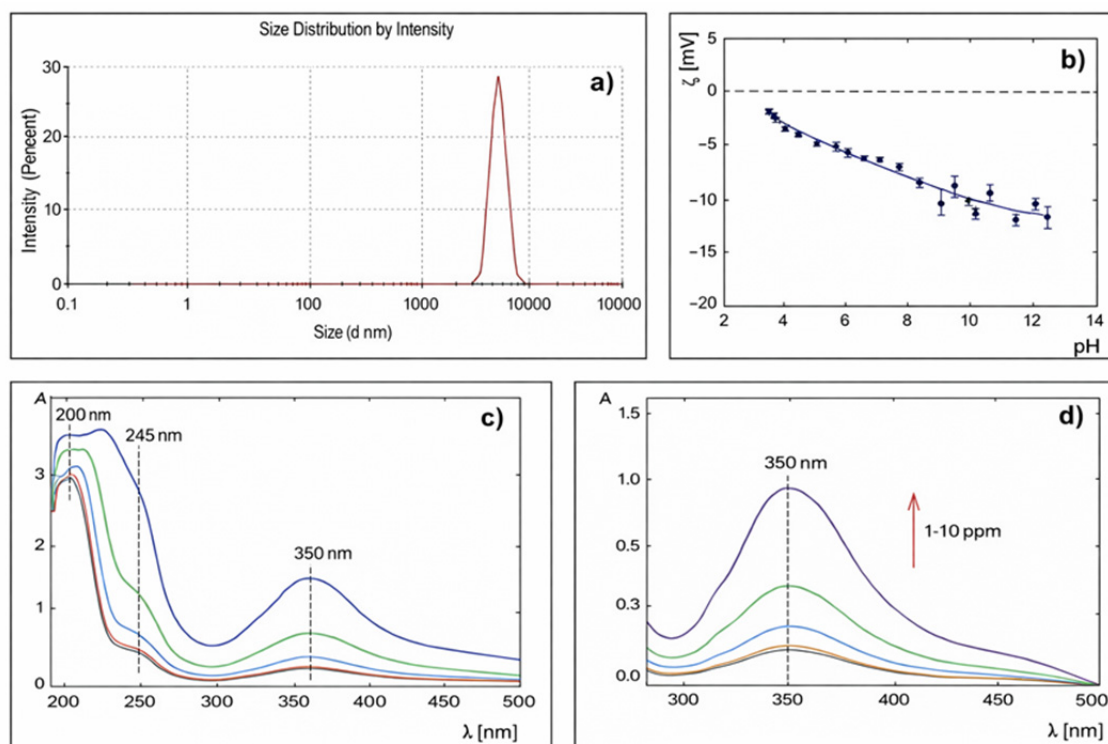 Size Distribution by Intensity
a)
Intensity (Pencent)
30
20
10
0
0.1
1
100
1000
10000
10000
Size (d nm)
b)
ζ [mV]
5
0
−5
−10
−15
−20
2
4
6
8
10
12
14
pH
c)
A
200 nm
245 nm
350 nm
3
2
1
0
200
250
300
350
400
450
500
λ [nm]
d)
A
350 nm
1-10 ppm
1.5
1.0
0.5
0.3
0.0
300
350
400
450
500
λ [nm]